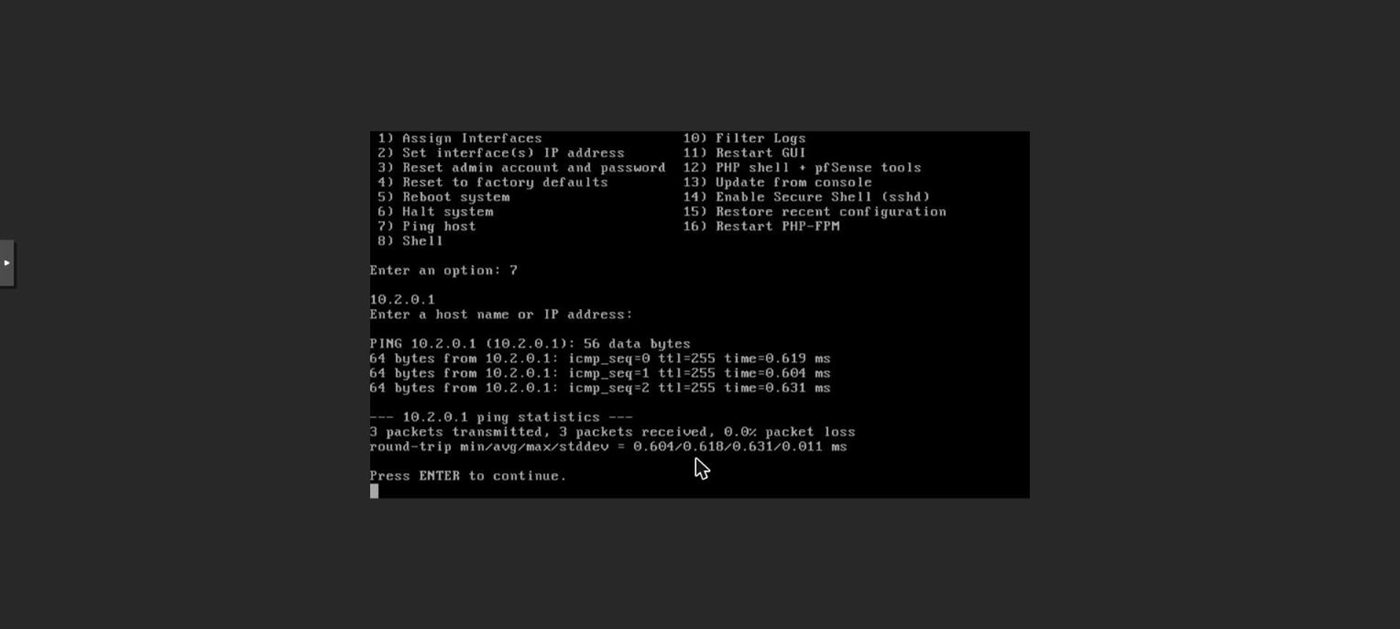 1) Assign Interfaces 10) Filter Logs
2) Set interface(s) IP address 11) Restart GUI
3) Reset admin account and password 12) PHP shell + pfSense tools
4) Reset to factory defaults 13) Update from console
5) Reboot system 14) Enable Secure Shell (sshd)
6) Halt system 15) Restore recent configuration
7) Ping host 16) Restart PHP-FPM
8) Shell
Enter an option: 7
10.2.0.1
Enter a host name or IP address:
PING 10.2.0.1 (10.2.0.1): 56 data bytes
64 bytes from 10.2.0.1: icmp_seq=0 ttl=255 time=0.619 ms
64 bytes from 10.2.0.1: icmp_seq=1 ttl=255 time=0.604 ms
64 bytes from 10.2.0.1: icmp_seq=2 ttl=255 time=0.631 ms
--- 10.2.0.1 ping statistics ---
3 packets transmitted, 3 packets received, 0.0% packet loss
round-trip min/avg/max/stddev = 0.604/0.618/0.631/0.011 ms
Press ENTER to continue.